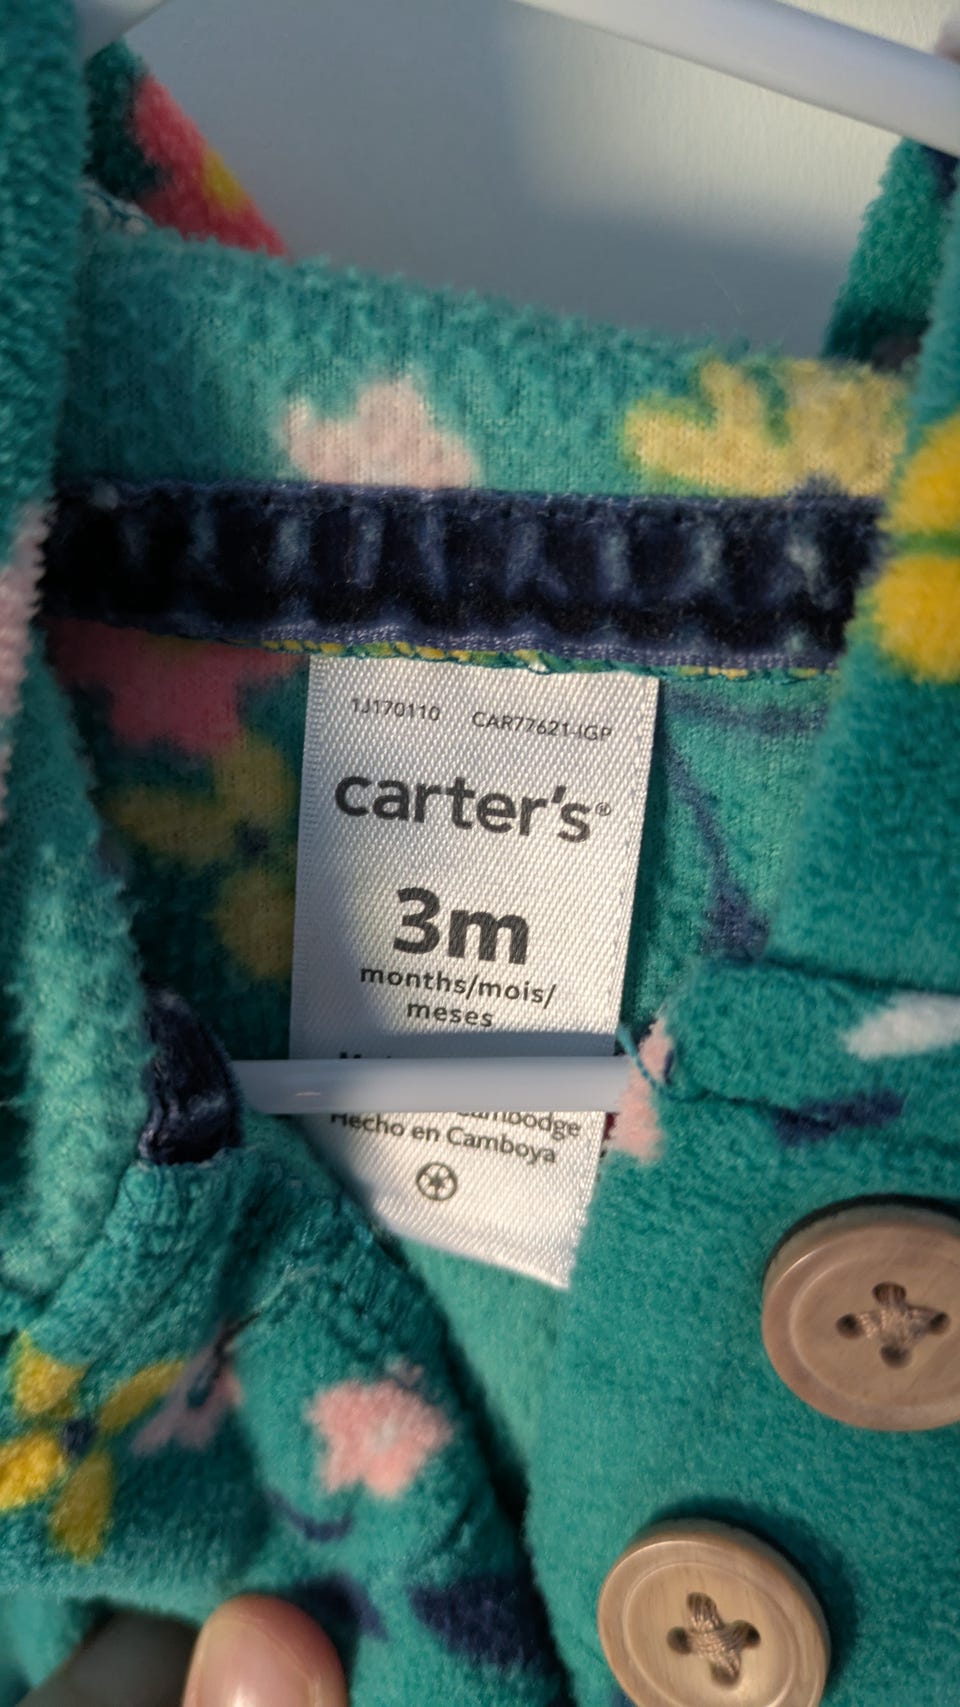 1J170110 CAR77621-IGP
carter's®
3m
months/mois/
meses
Hecho en Camboya